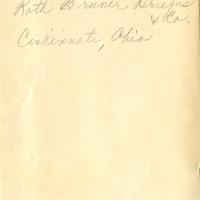 Roth Bruner Dreifus
& Co.
Cincinnati, Ohio